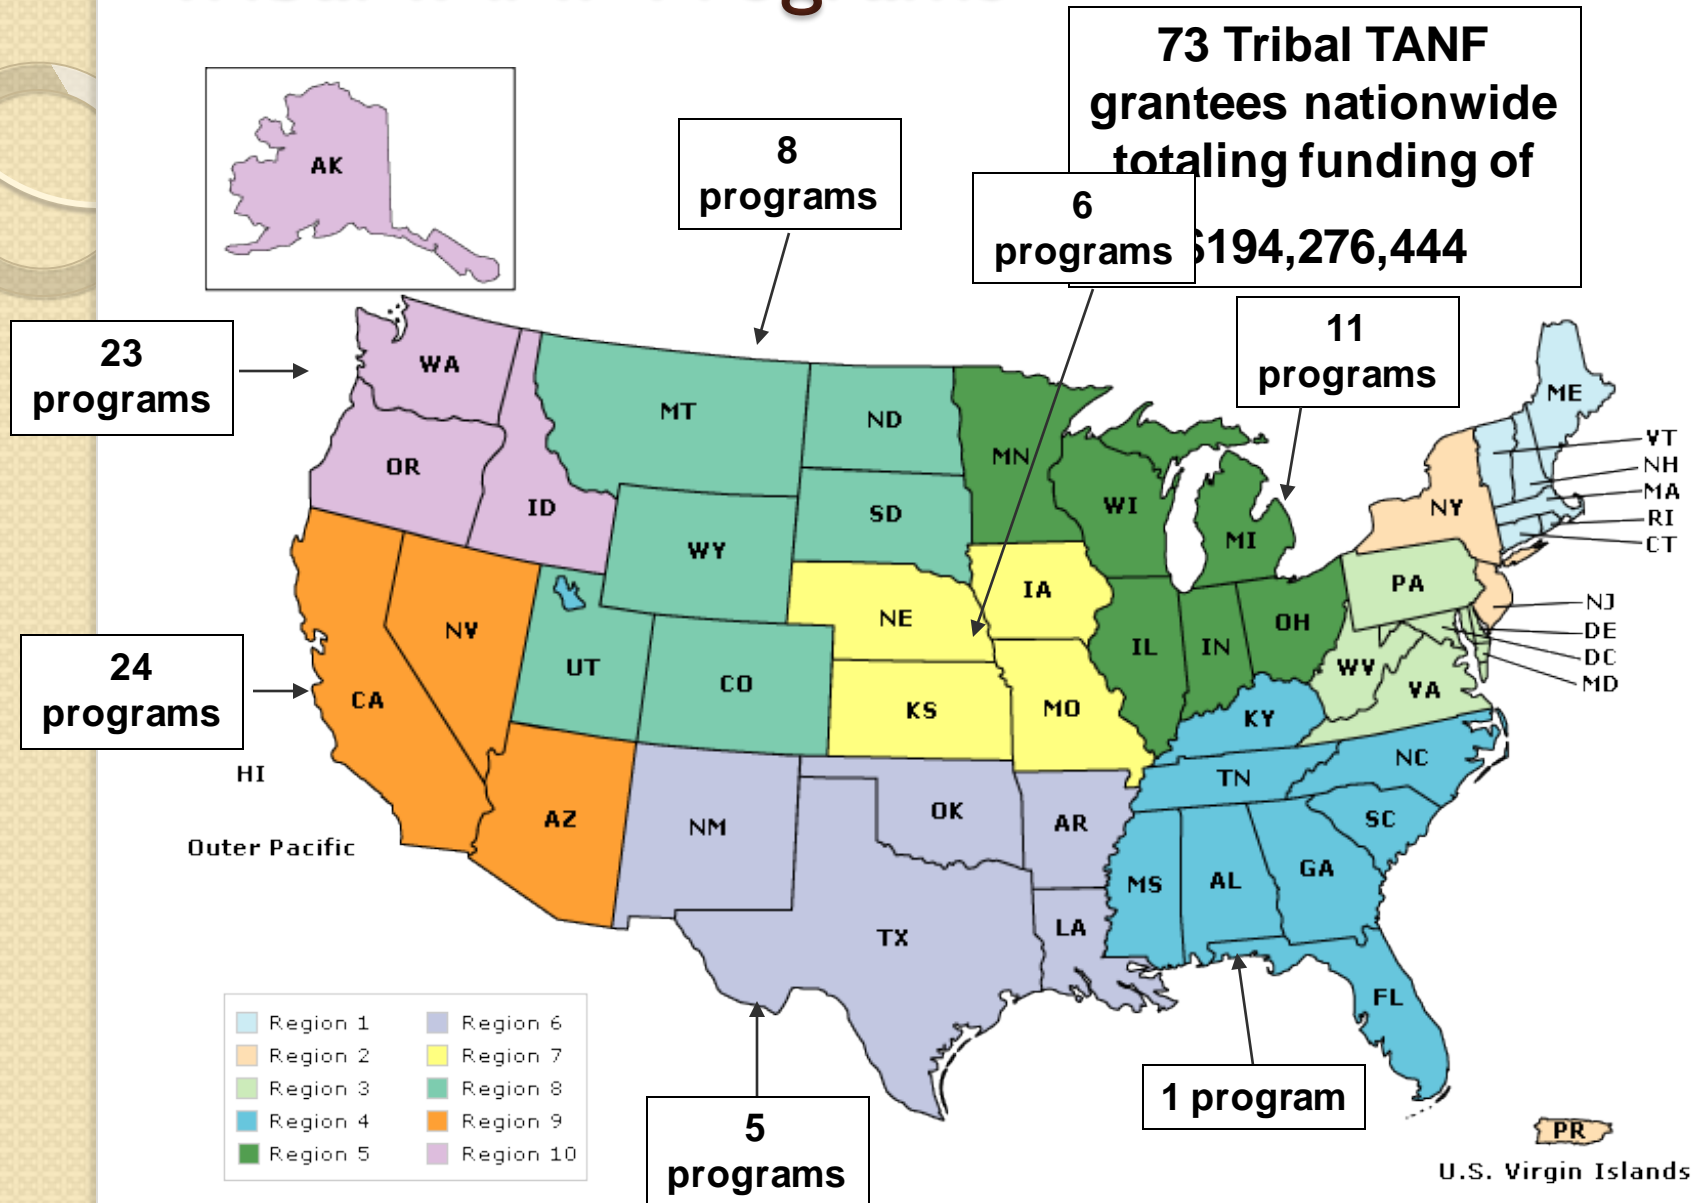 73 Tribal TANF
grantees nationwide
totaling funding of
$194,276,444
8
programs
6
programs
11
programs
23
programs
24
programs
5
programs
1 program
AK
WA
OR
ID
MT
ND
SD
WY
MN
WI
MI
IA
NE
IL
IN
OH
NV
UT
CO
KS
MO
CA
AZ
NM
OK
AR
TX
LA
KY
TN
NC
SC
MS
AL
GA
FL
WV
VA
PA
NY
ME
VT
NH
MA
RI
CT
NJ
DE
DC
MD
HI
Outer Pacific
PR
U.S. Virgin Islands
Region 1
Region 2
Region 3
Region 4
Region 5
Region 6
Region 7
Region 8
Region 9
Region 10